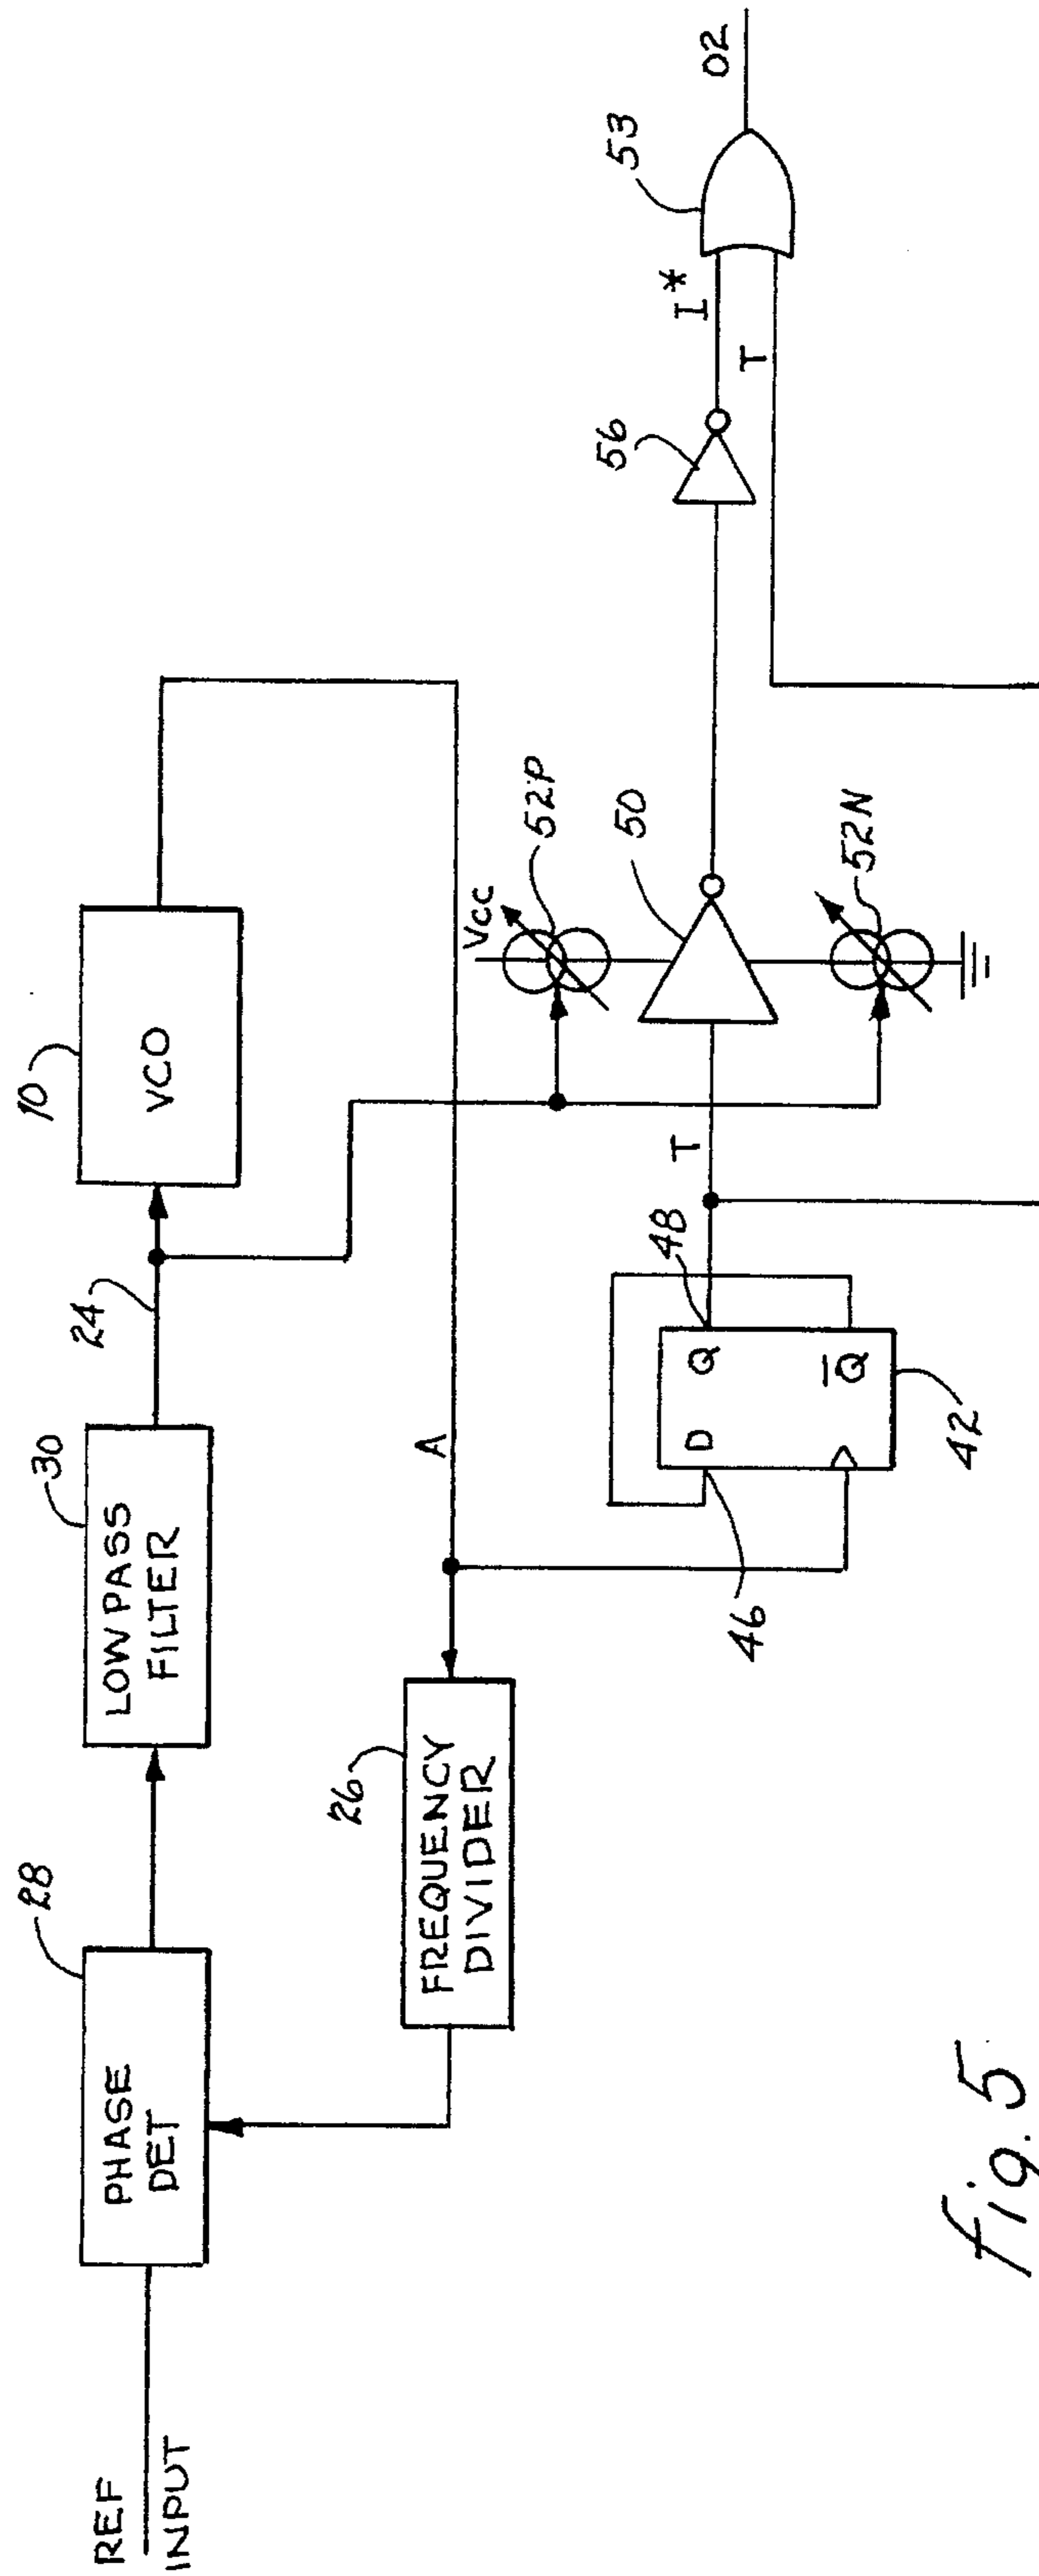 REF
INPUT
PHASE
DET
28
LOW PASS
FILTER
30
24
VCO
10
FREQUENCY
DIVIDER
26
A
D
Q
Q̅
46
48
42
T
Vcc
52P
50
52N
56
I*
T
53
02
Fig. 5